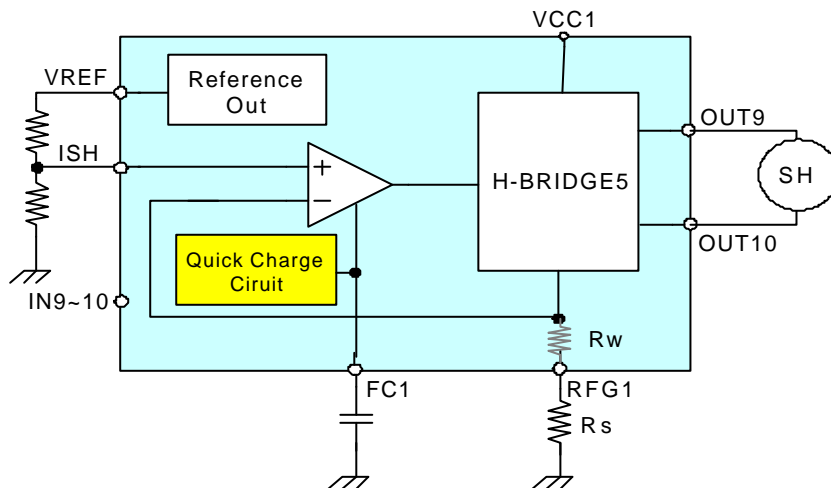 VCC1
VREF
Reference
Out
OUT9
ISH
+
H-BRIDGE5
SH
−
OUT10
Quick Charge
Ciruit
IN9~10
Rw
FC1
RFG1
Rs